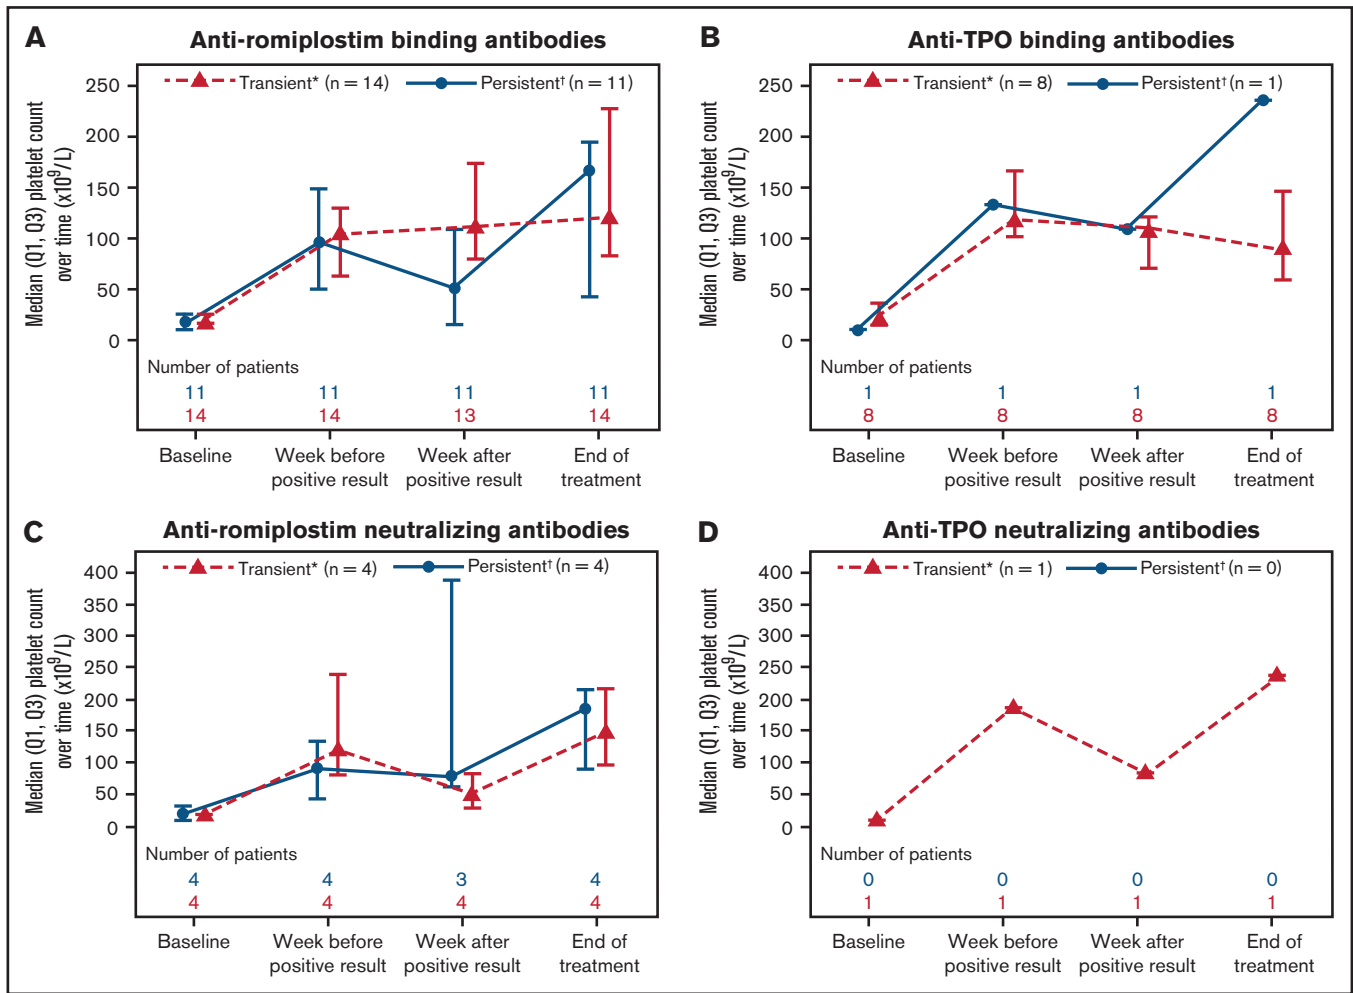 A
Anti-romiplostim binding antibodies
Transient* (n = 14)
Persistent† (n = 11)
Median (Q1, Q3) platelet count
over time (x10⁹/L)
250
200
150
100
50
0
Number of patients
11 11 11 11
14 14 13 14
Baseline
Week before
positive result
Week after
positive result
End of
treatment
B
Anti-TPO binding antibodies
Transient* (n = 8)
Persistent† (n = 1)
Median (Q1, Q3) platelet count
over time (x10⁹/L)
250
200
150
100
50
0
Number of patients
1 1 1 1
8 8 8 8
Baseline
Week before
positive result
Week after
positive result
End of
treatment
C
Anti-romiplostim neutralizing antibodies
Transient* (n = 4)
Persistent† (n = 4)
Median (Q1, Q3) platelet count
over time (x10⁹/L)
400
350
300
250
200
150
100
50
0
Number of patients
4 4 3 4
4 4 4 4
Baseline
Week before
positive result
Week after
positive result
End of
treatment
D
Anti-TPO neutralizing antibodies
Transient* (n = 1)
Persistent† (n = 0)
Median (Q1, Q3) platelet count
over time (x10⁹/L)
400
350
300
250
200
150
100
50
0
Number of patients
0 0 0 0
1 1 1 1
Baseline
Week before
positive result
Week after
positive result
End of
treatment